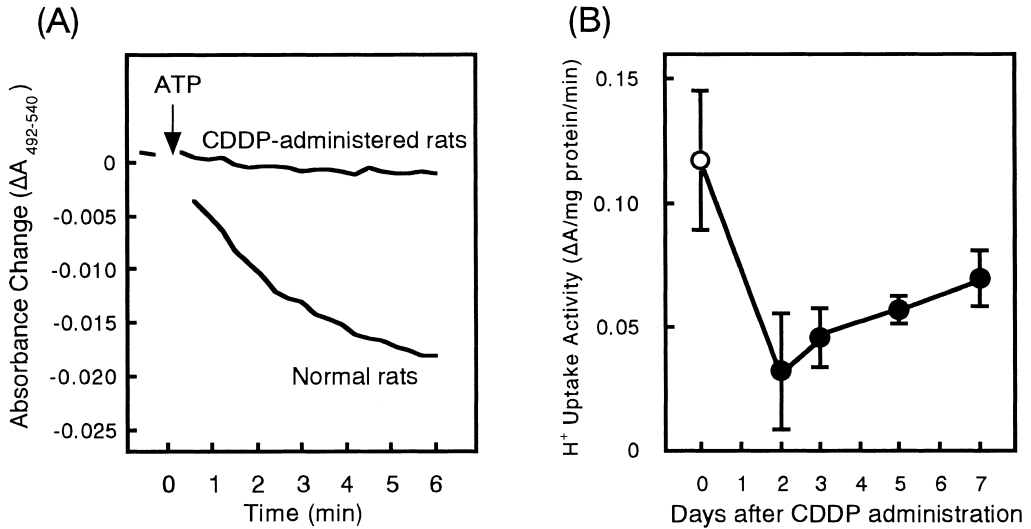 (A)
Absorbance Change (ΔA492-540)
ATP
CDDP-administered rats
Normal rats
0
-0.005
-0.010
-0.015
-0.020
-0.025
0 1 2 3 4 5 6
Time (min)
(B)
H+ Uptake Activity (ΔA/mg protein/min)
0.15
0.10
0.05
0
0 1 2 3 4 5 6 7
Days after CDDP administration